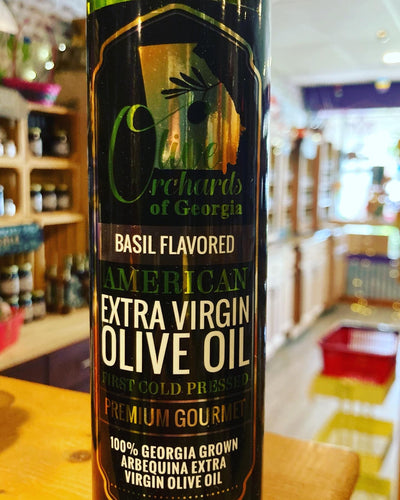 Olive
Orchards
of Georgia
BASIL FLAVORED
AMERICAN
EXTRA VIRGIN
OLIVE OIL
FIRST COLD PRESSED
PREMIUM GOURMET
100% GEORGIA GROWN
ARBEQUINA EXTRA
VIRGIN OLIVE OIL